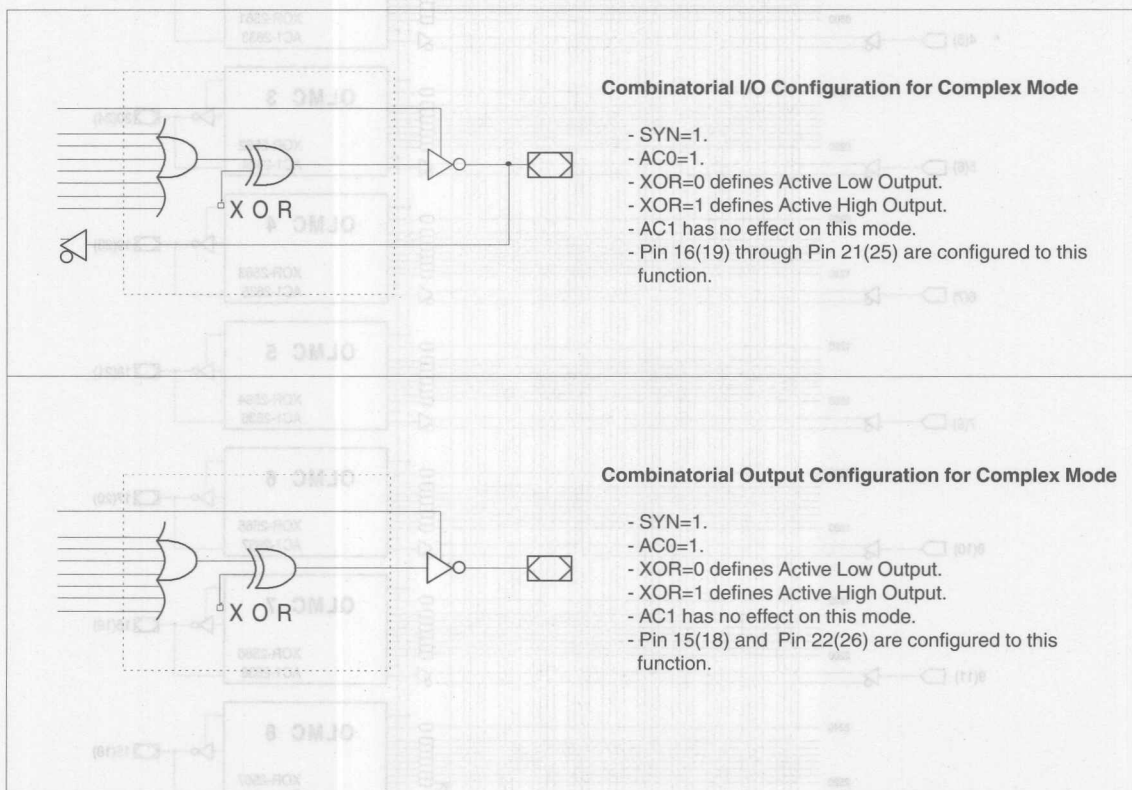 Combinatorial I/O Configuration for Complex Mode
- SYN=1.
- AC0=1.
- XOR=0 defines Active Low Output.
- XOR=1 defines Active High Output.
- AC1 has no effect on this mode.
- Pin 16(19) through Pin 21(25) are configured to this
function.
X O R
Combinatorial Output Configuration for Complex Mode
- SYN=1.
- AC0=1.
- XOR=0 defines Active Low Output.
- XOR=1 defines Active High Output.
- AC1 has no effect on this mode.
- Pin 15(18) and Pin 22(26) are configured to this
function.
X O R